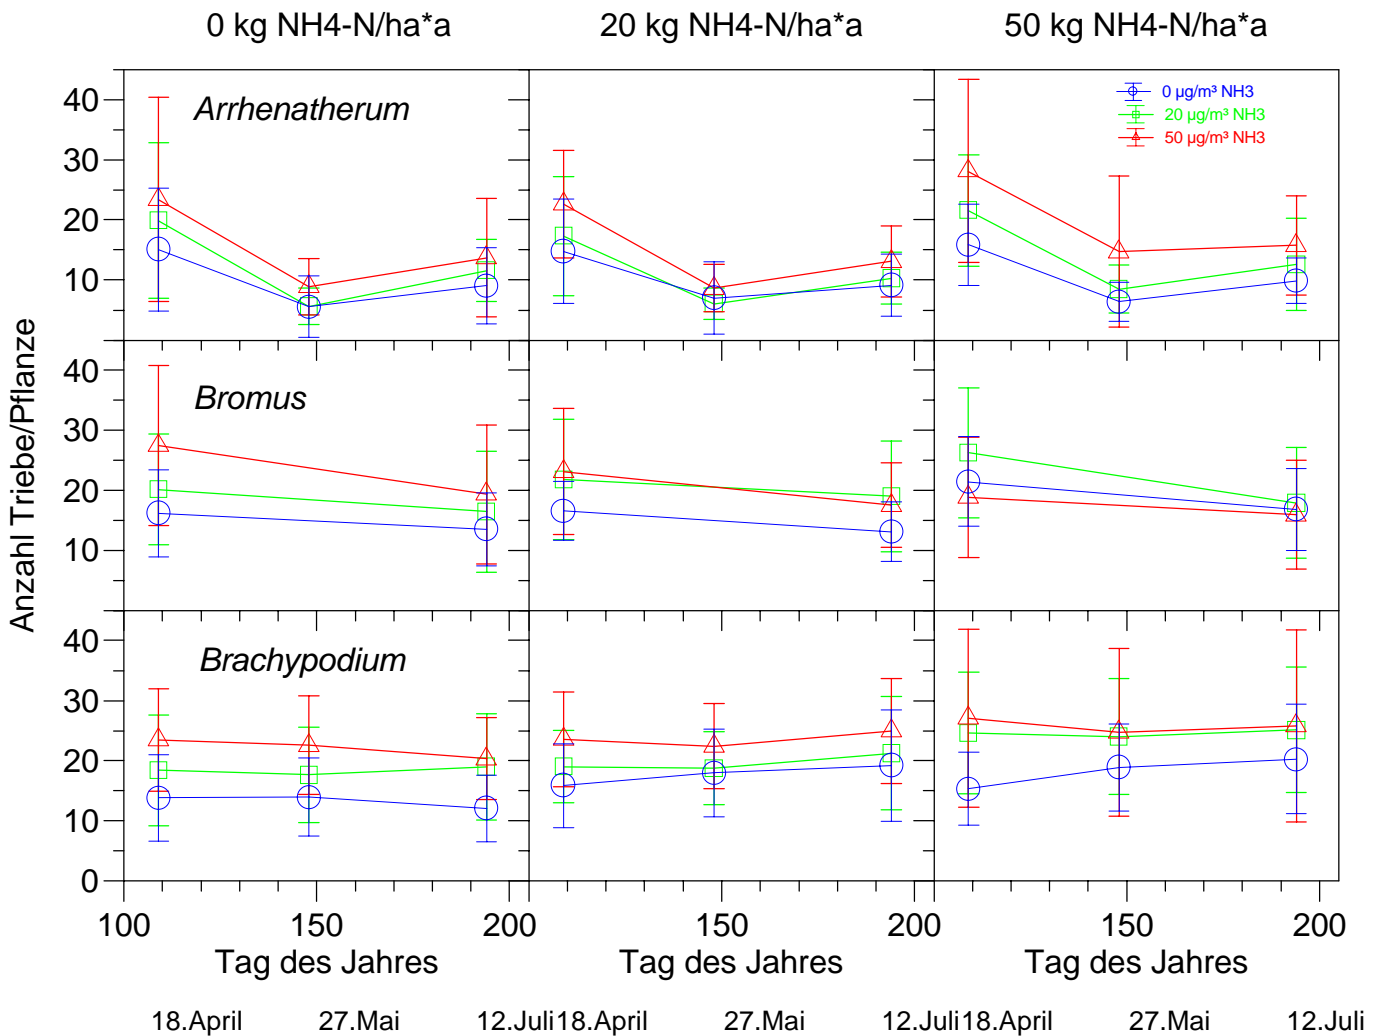 0 kg NH4-N/ha*a 20 kg NH4-N/ha*a 50 kg NH4-N/ha*a
Anzahl Triebe/Pflanze
40
30
20
10
Arrhenatherum
0 µg/m³ NH3
20 µg/m³ NH3
50 µg/m³ NH3
40
30
20
10
Bromus
40
30
20
10
0
Brachypodium
100 150 200 150 200 150 200
Tag des Jahres Tag des Jahres Tag des Jahres
18.April 27.Mai 12.Juli 18.April 27.Mai 12.Juli 18.April 27.Mai 12.Juli